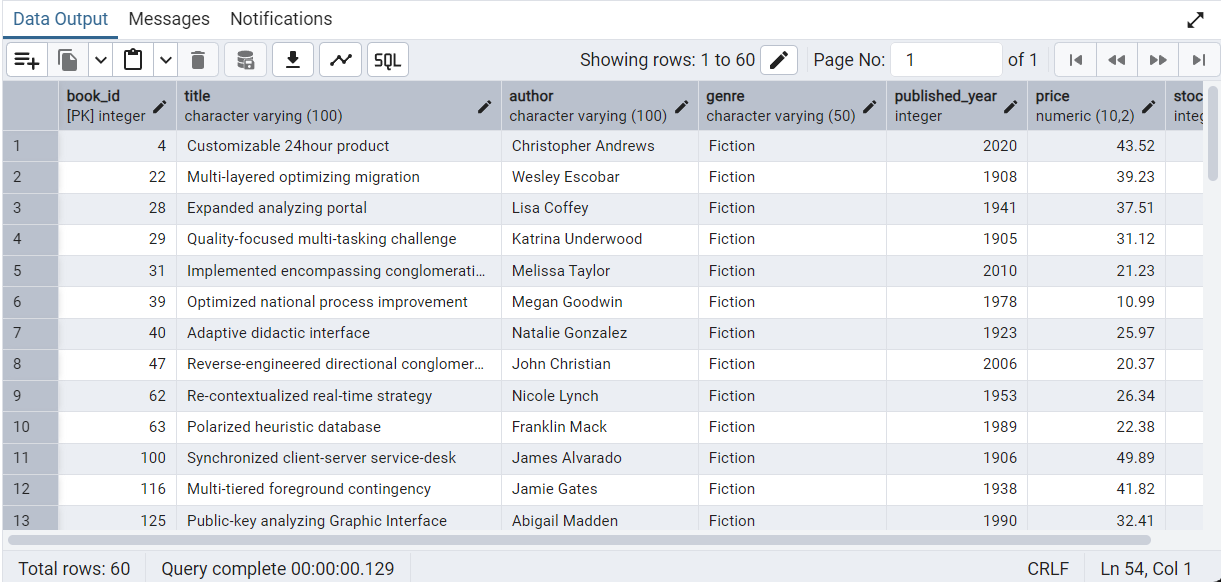 Data Output Messages Notifications
SQL Showing rows: 1 to 60 Page No: 1 of 1
book_id title author genre published_year price stoc
[PK] integer character varying (100) character varying (100) character varying (50) integer numeric (10,2) integ
1 4 Customizable 24hour product Christopher Andrews Fiction 2020 43.52
2 22 Multi-layered optimizing migration Wesley Escobar Fiction 1908 39.23
3 28 Expanded analyzing portal Lisa Coffey Fiction 1941 37.51
4 29 Quality-focused multi-tasking challenge Katrina Underwood Fiction 1905 31.12
5 31 Implemented encompassing conglomerati... Melissa Taylor Fiction 2010 21.23
6 39 Optimized national process improvement Megan Goodwin Fiction 1978 10.99
7 40 Adaptive didactic interface Natalie Gonzalez Fiction 1923 25.97
8 47 Reverse-engineered directional conglomer... John Christian Fiction 2006 20.37
9 62 Re-contextualized real-time strategy Nicole Lynch Fiction 1953 26.34
10 63 Polarized heuristic database Franklin Mack Fiction 1989 22.38
11 100 Synchronized client-server service-desk James Alvarado Fiction 1906 49.89
12 116 Multi-tiered foreground contingency Jamie Gates Fiction 1938 41.82
13 125 Public-key analyzing Graphic Interface Abigail Madden Fiction 1990 32.41
Total rows: 60 Query complete 00:00:00.129 CRLF Ln 54, Col 1